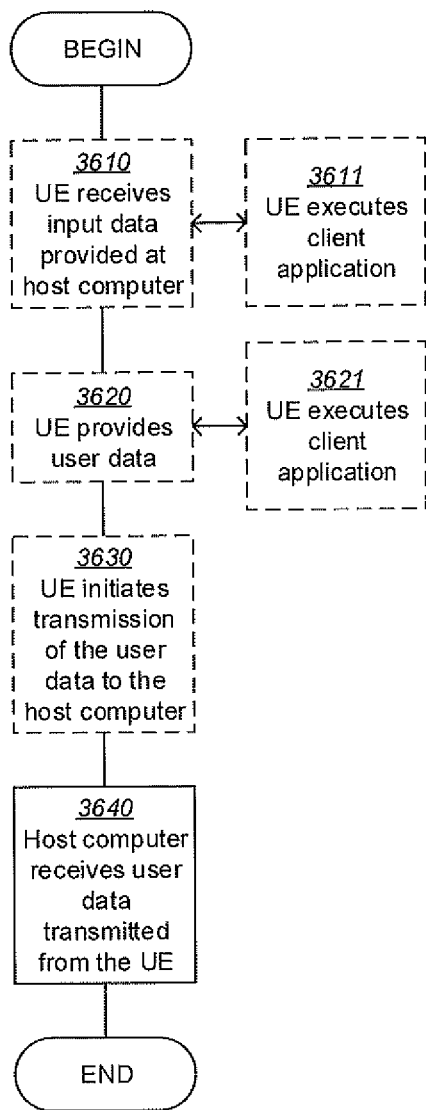 BEGIN
3610
UE receives
input data
provided at
host computer
3611
UE executes
client
application
3620
UE provides
user data
3621
UE executes
client
application
3630
UE initiates
transmission
of the user
data to the
host computer
3640
Host computer
receives user
data
transmitted
from the UE
END